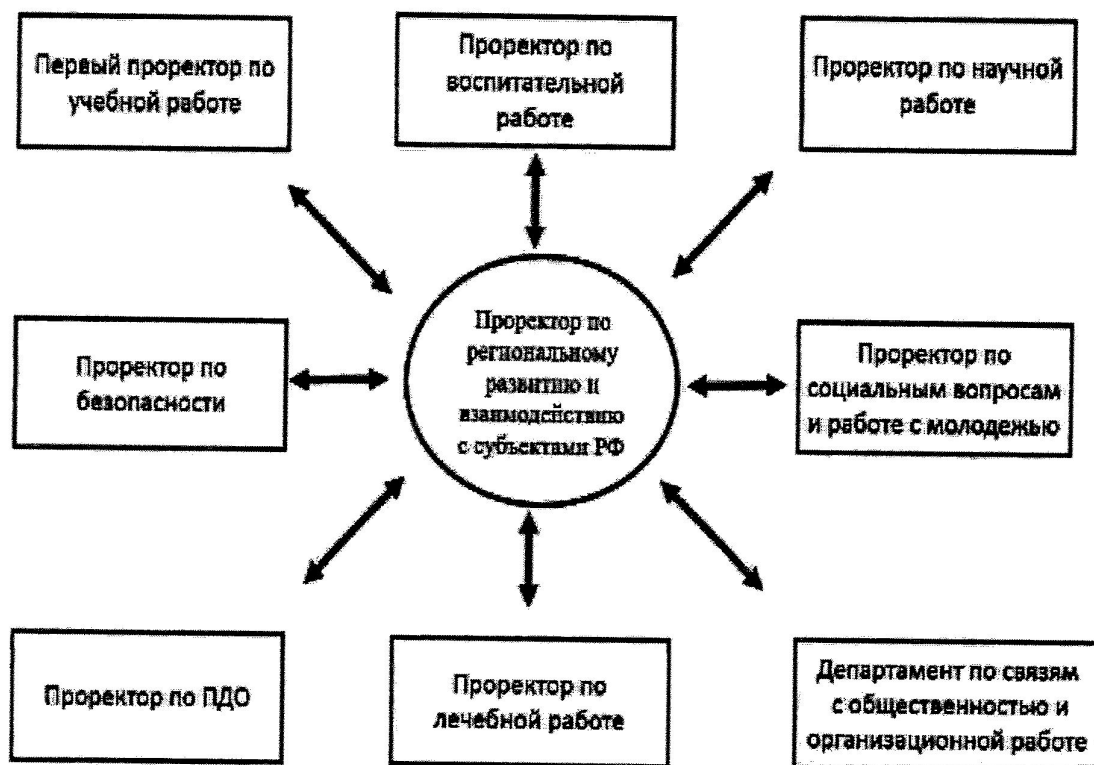 Первый проректор по
учебной работе
Проректор по
воспитательной
работе
Проректор по научной
работе
Проректор по
безопасности
Проректор по
региональному
развитию и
взаимодействию
с субъектами РФ
Проректор по
социальным вопросам
и работе с молодежью
Проректор по ПДО
Проректор по
лечебной работе
Департамент по связям
с общественностью и
организационной работе